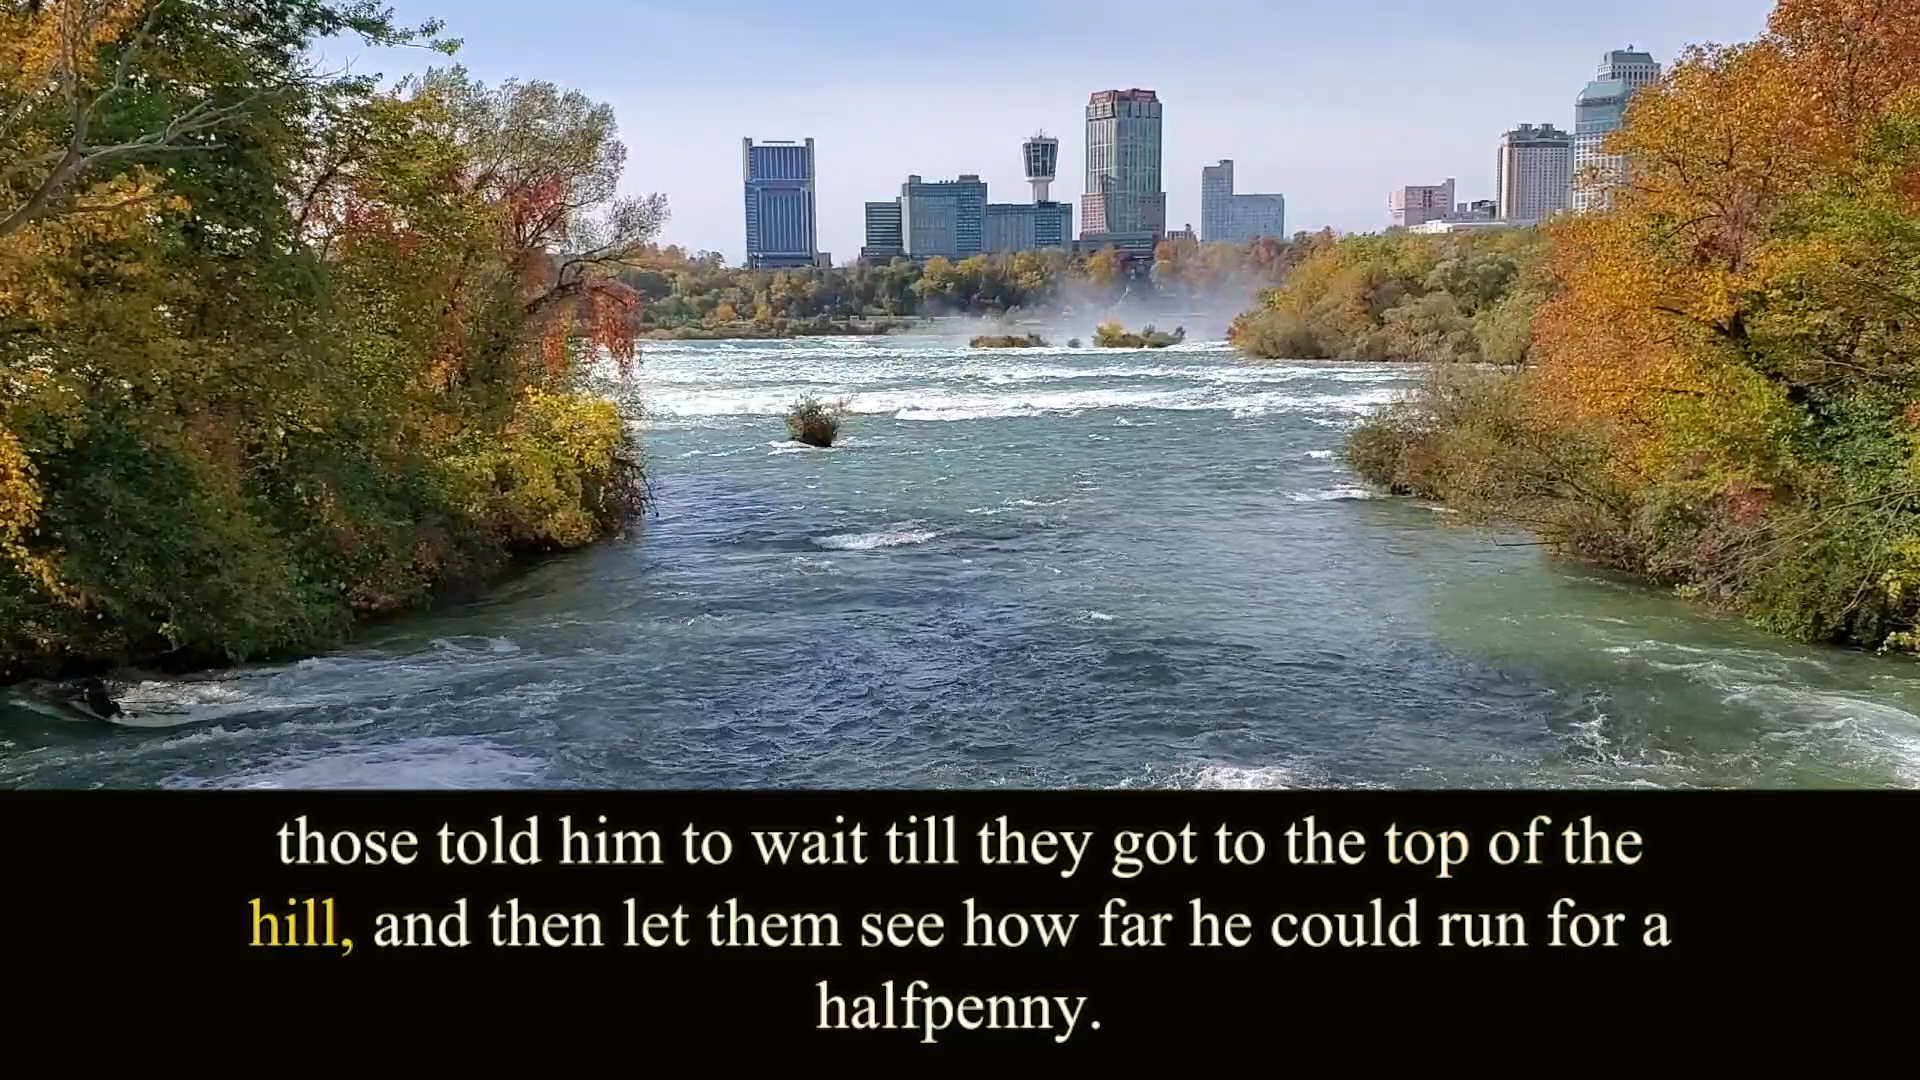 those told him to wait till they got to the top of the
hill, and then let them see how far he could run for a
halfpenny.